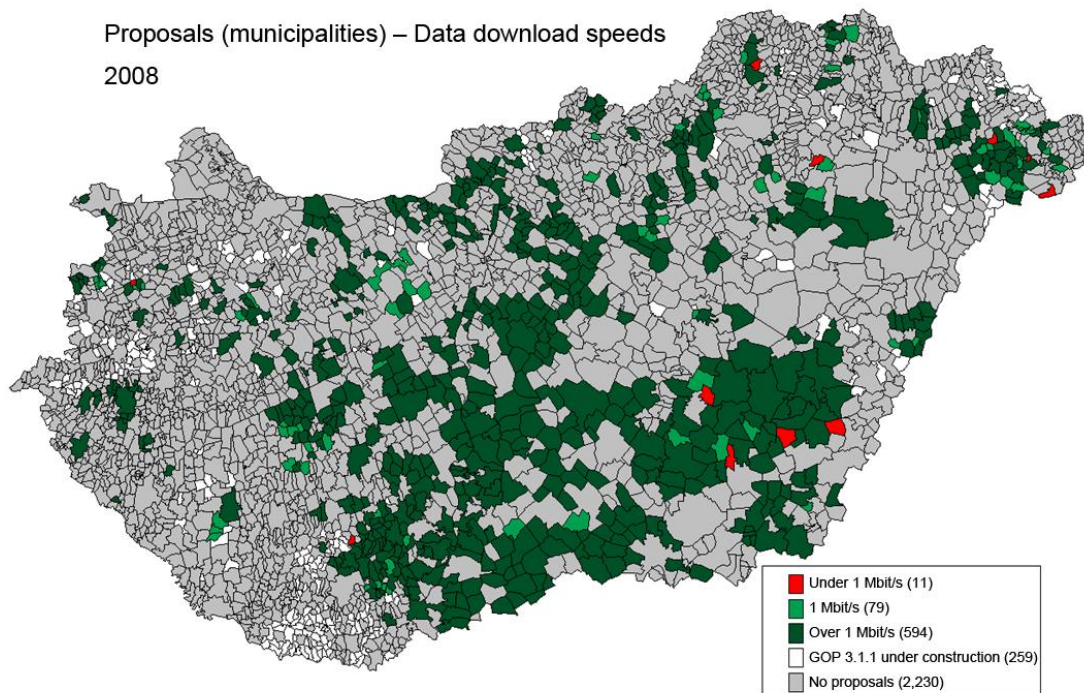 Proposals (municipalities) – Data download speeds
2008
Under 1 Mbit/s (11)
1 Mbit/s (79)
Over 1 Mbit/s (594)
GOP 3.1.1 under construction (259)
No proposals (2,230)